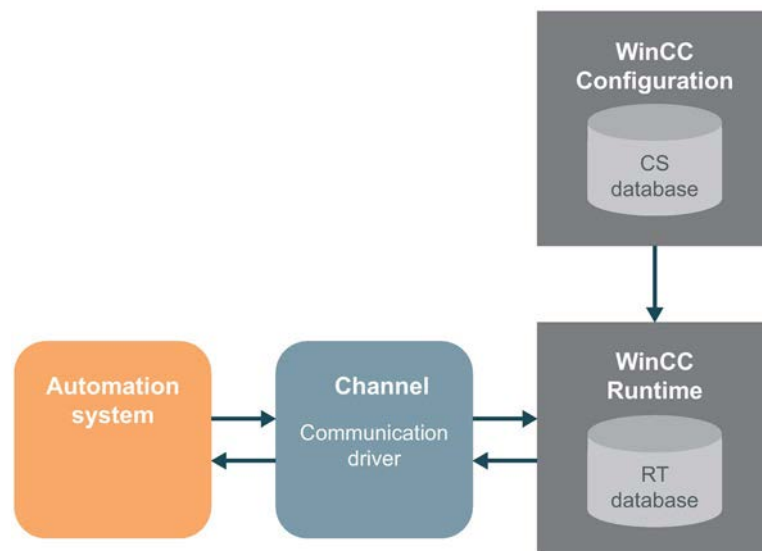 WinCC
Configuration
CS
database
Automation
system
Channel
Communication
driver
WinCC
Runtime
RT
database